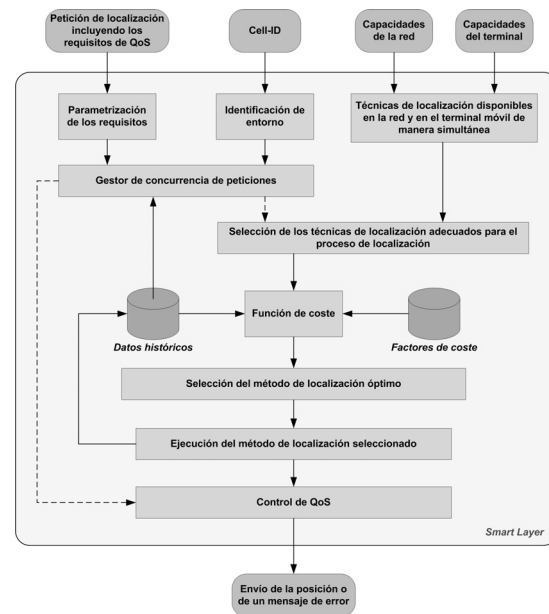 Petición de localización
incluyendo los
requisitos de QoS
Cell-ID
Capacidades
de la red
Capacidades
del terminal
Parametrización
de los requisitos
Identificación de
entorno
Técnicas de localización disponibles
en la red y en el terminal móvil de
manera simultánea
Gestor de concurrencia de peticiones
Selección de los técnicas de localización adecuados para el
proceso de localización
Función de coste
Datos históricos
Factores de coste
Selección del método de localización óptimo
Ejecución del método de localización seleccionado
Control de QoS
Smart Layer
Envío de la posición o
de un mensaje de error